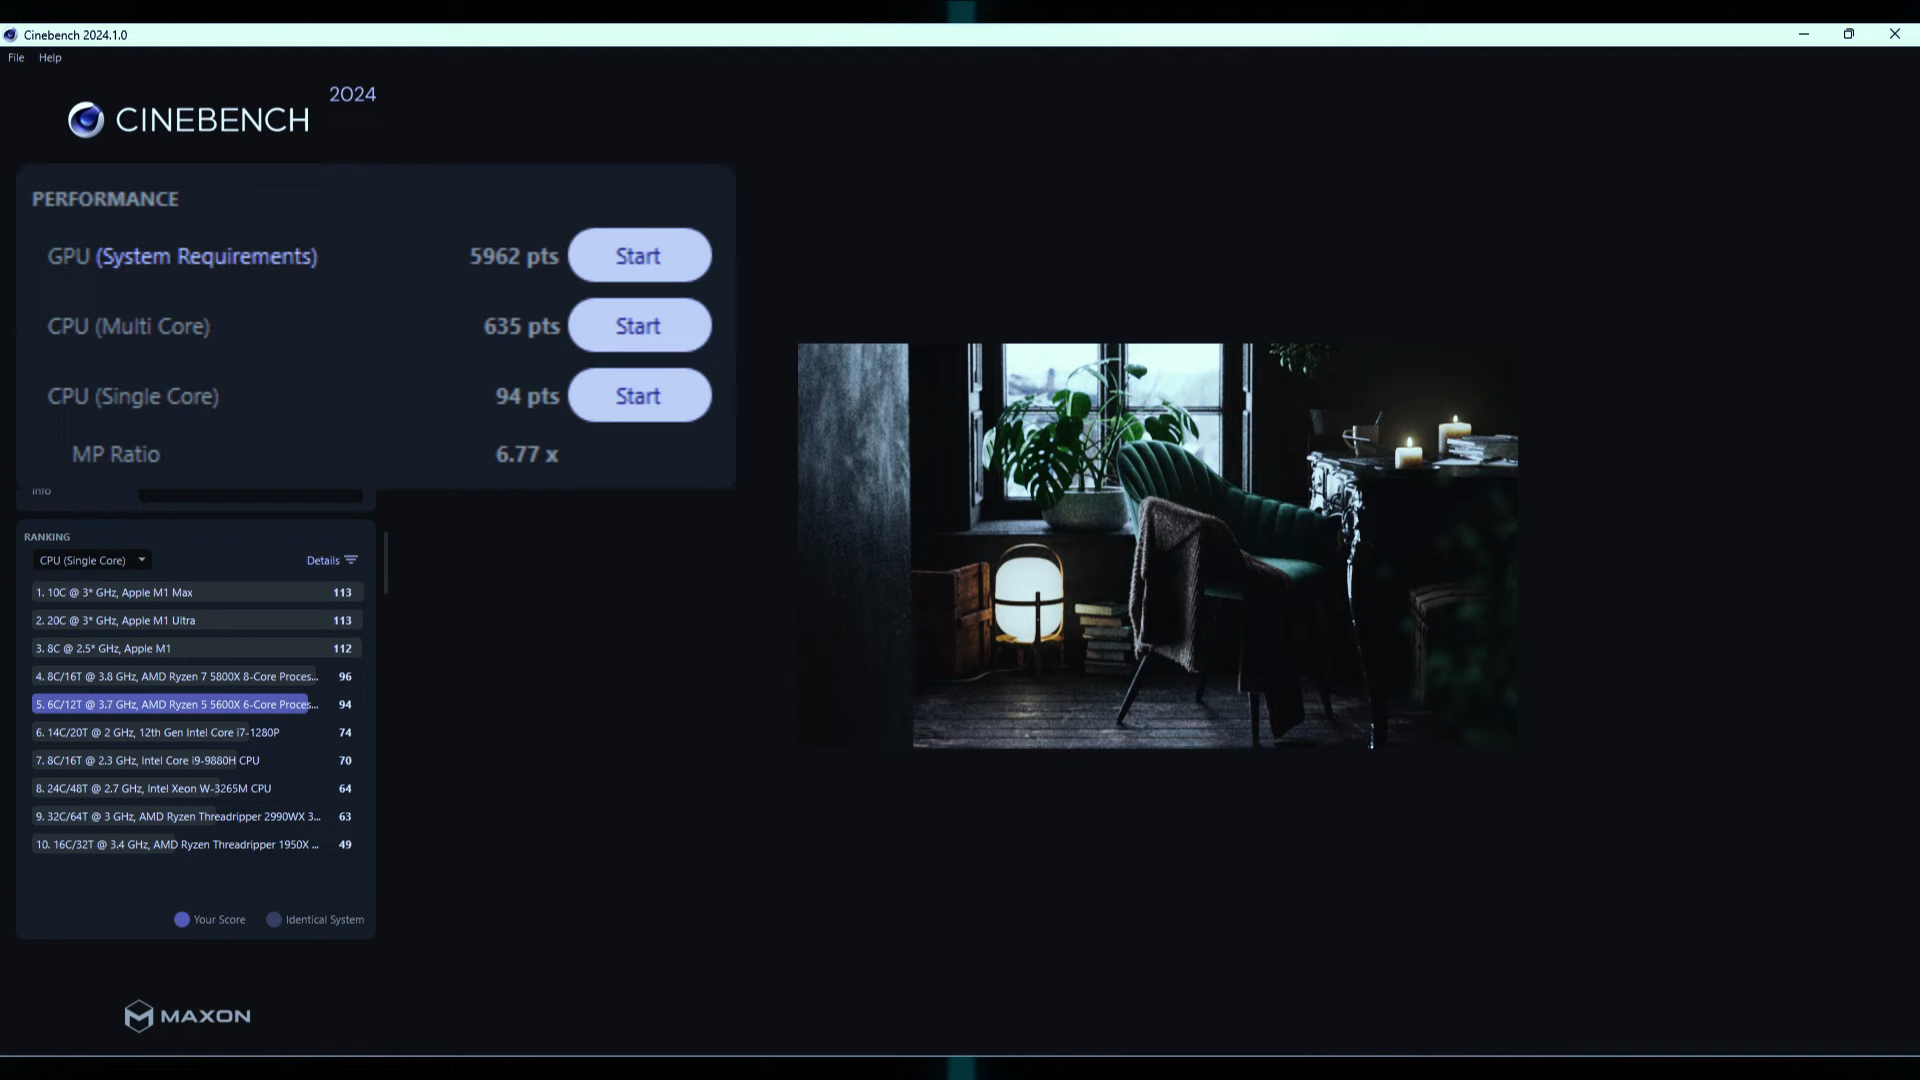 Cinebench 2024.1.0
File Help
CINEBENCH 2024
PERFORMANCE
GPU (System Requirements) 5962 pts Start
CPU (Multi Core) 635 pts Start
CPU (Single Core) 94 pts Start
MP Ratio 6.77 x
Info
RANKING
CPU (Single Core) Details
1. 10C @ 3* GHz, Apple M1 Max 113
2. 20C @ 3* GHz, Apple M1 Ultra 113
3. 8C @ 2.5* GHz, Apple M1 112
4. 8C/16T @ 3.8 GHz, AMD Ryzen 7 5800X 8-Core Proces... 96
5. 6C/12T @ 3.7 GHz, AMD Ryzen 5 5600X 6-Core Proces... 94
6. 14C/20T @ 2 GHz, 12th Gen Intel Core i7-1280P 74
7. 8C/16T @ 2.3 GHz, Intel Core i9-9880H CPU 70
8. 24C/48T @ 2.7 GHz, Intel Xeon W-3265M CPU 64
9. 32C/64T @ 3 GHz, AMD Ryzen Threadripper 2990WX 3... 63
10. 16C/32T @ 3.4 GHz, AMD Ryzen Threadripper 1950X ... 49
Your Score Identical System
MAXON